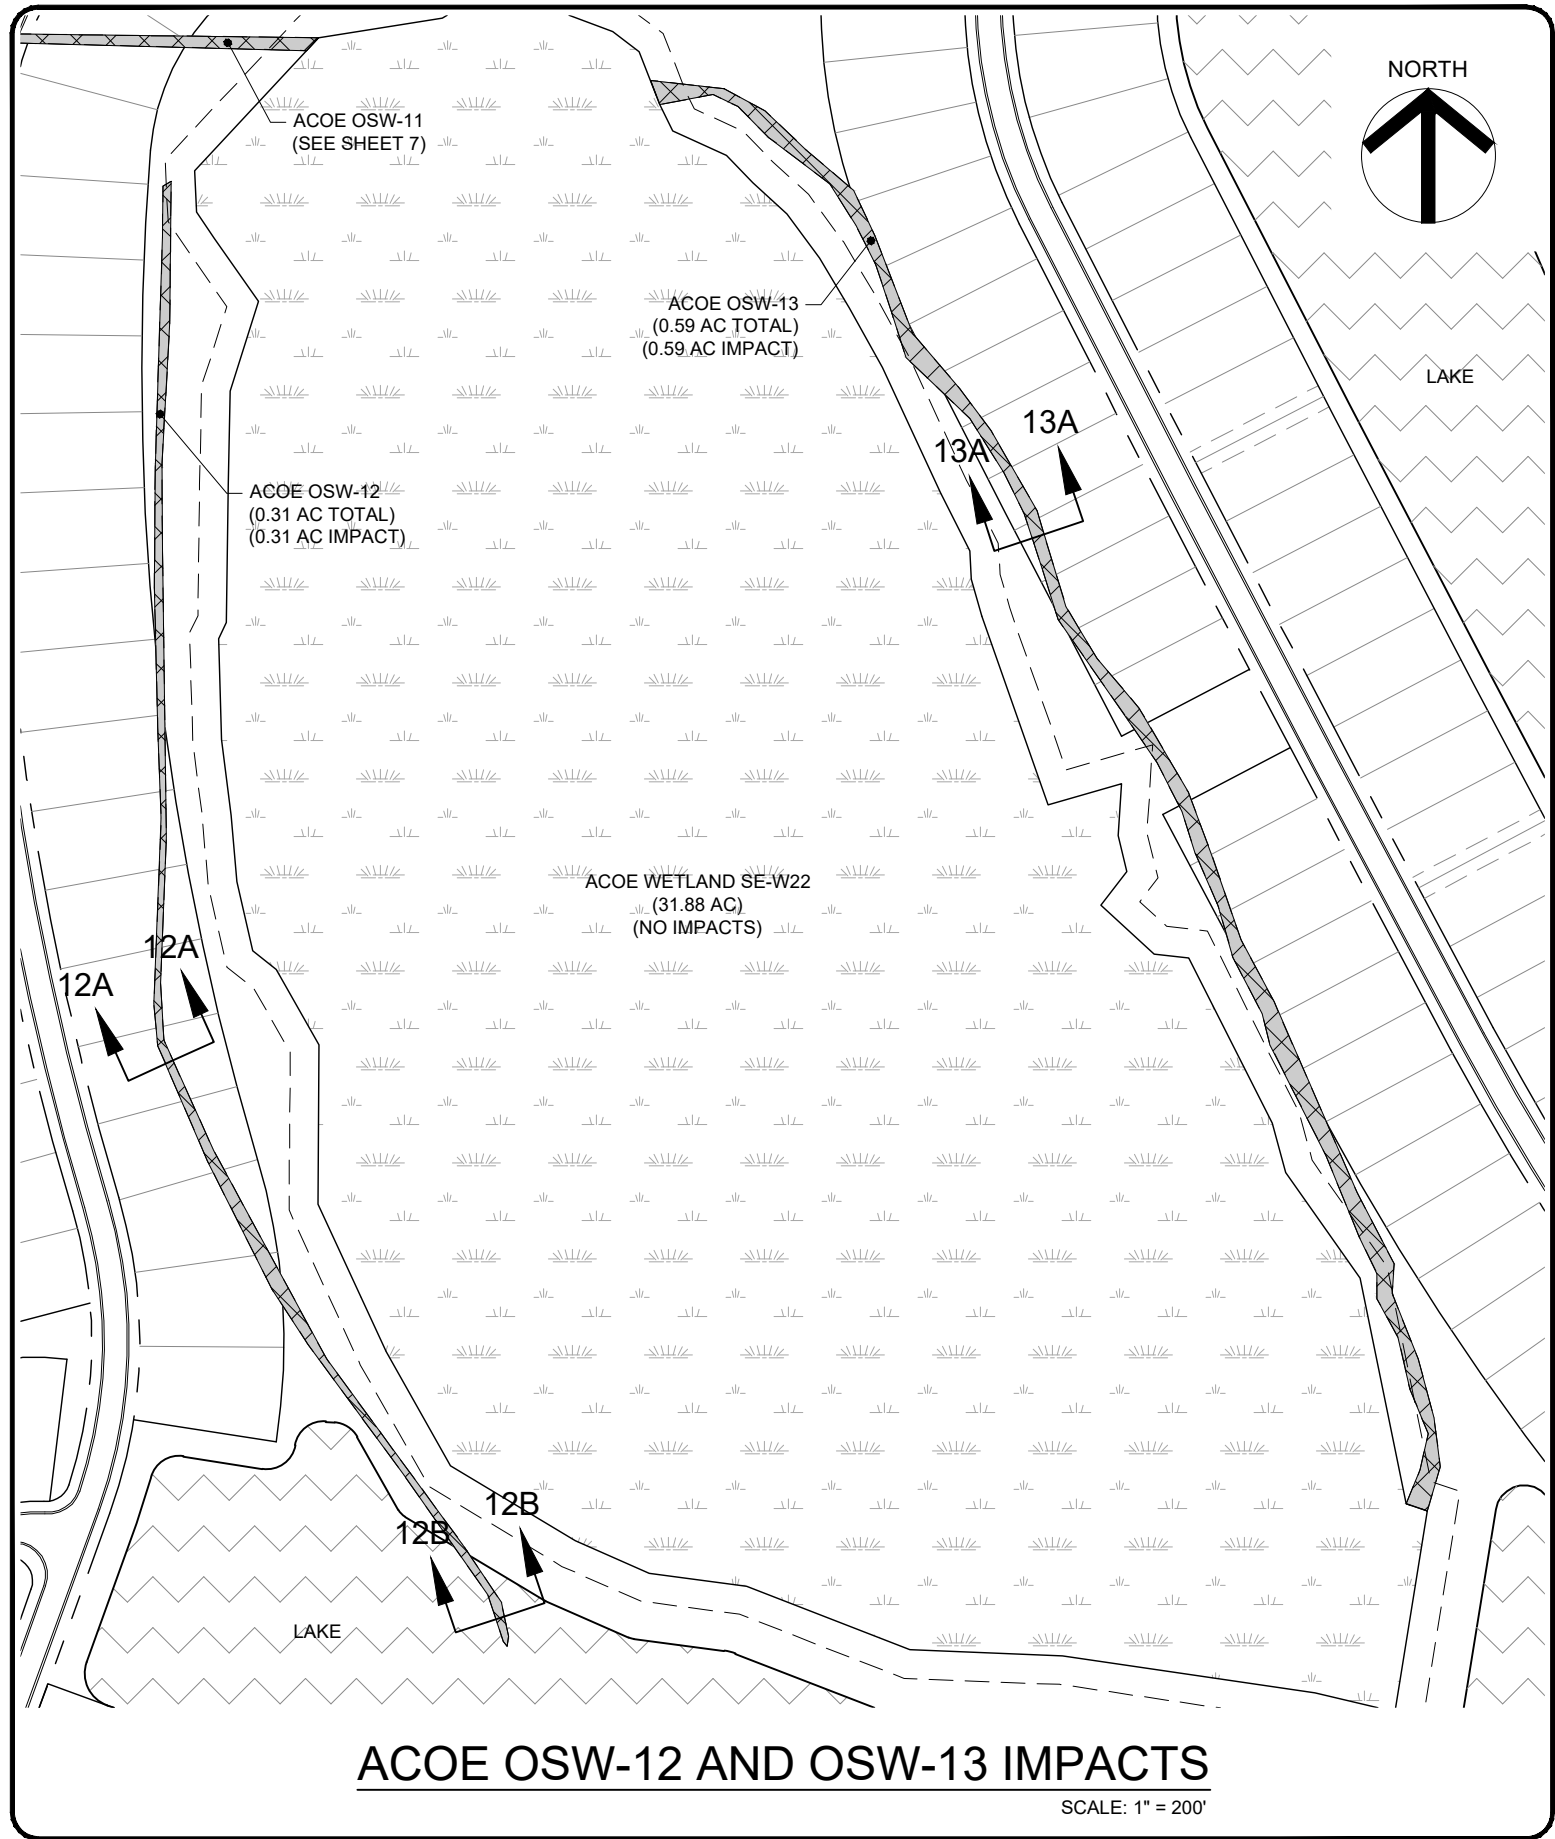 NORTH
ACOE OSW-11
(SEE SHEET 7)
ACOE OSW-13
(0.59 AC TOTAL)
(0.59 AC IMPACT)
LAKE
13A
13A
ACOE OSW-12
(0.31 AC TOTAL)
(0.31 AC IMPACT)
ACOE WETLAND SE-W22
(31.88 AC)
(NO IMPACTS)
12A
12A
12B
12B
LAKE
ACOE OSW-12 AND OSW-13 IMPACTS
SCALE: 1" = 200'